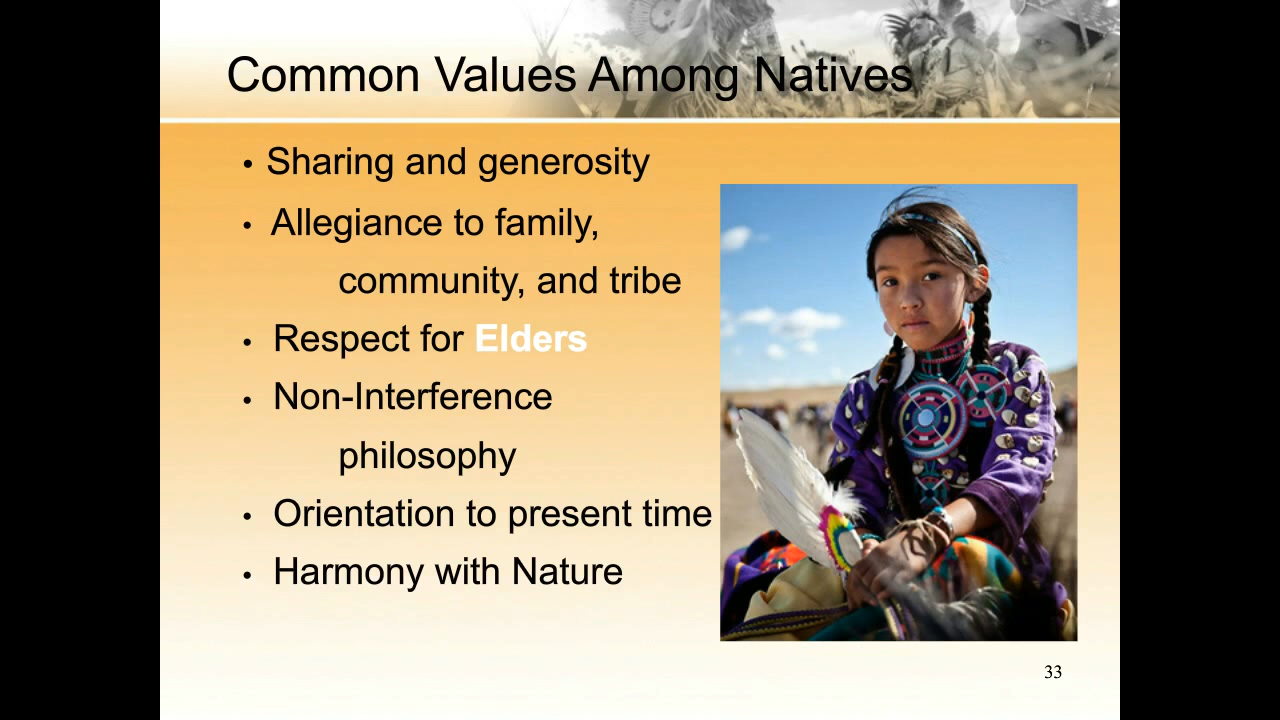 Common Values Among Natives
• Sharing and generosity
• Allegiance to family,
community, and tribe
• Respect for Elders
• Non-Interference
philosophy
• Orientation to present time
• Harmony with Nature
33